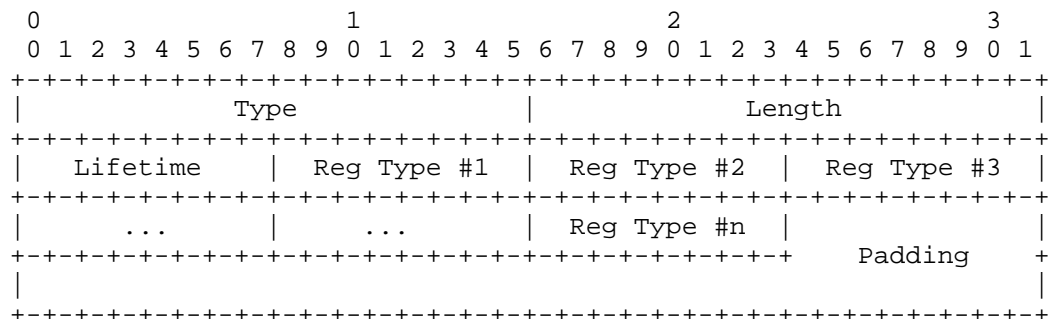 0                   1                   2                   3
 0 1 2 3 4 5 6 7 8 9 0 1 2 3 4 5 6 7 8 9 0 1 2 3 4 5 6 7 8 9 0 1
+-+-+-+-+-+-+-+-+-+-+-+-+-+-+-+-+-+-+-+-+-+-+-+-+-+-+-+-+-+-+-+-+
|             Type              |             Length            |
+-+-+-+-+-+-+-+-+-+-+-+-+-+-+-+-+-+-+-+-+-+-+-+-+-+-+-+-+-+-+-+-+
|   Lifetime    |  Reg Type #1  |  Reg Type #2  |  Reg Type #3  |
+-+-+-+-+-+-+-+-+-+-+-+-+-+-+-+-+-+-+-+-+-+-+-+-+-+-+-+-+-+-+-+-+
|      ...      |     ...       |  Reg Type #n  |               |
+-+-+-+-+-+-+-+-+-+-+-+-+-+-+-+-+-+-+-+-+-+-+-+-+    Padding    +
|                                                               |
+-+-+-+-+-+-+-+-+-+-+-+-+-+-+-+-+-+-+-+-+-+-+-+-+-+-+-+-+-+-+-+-+